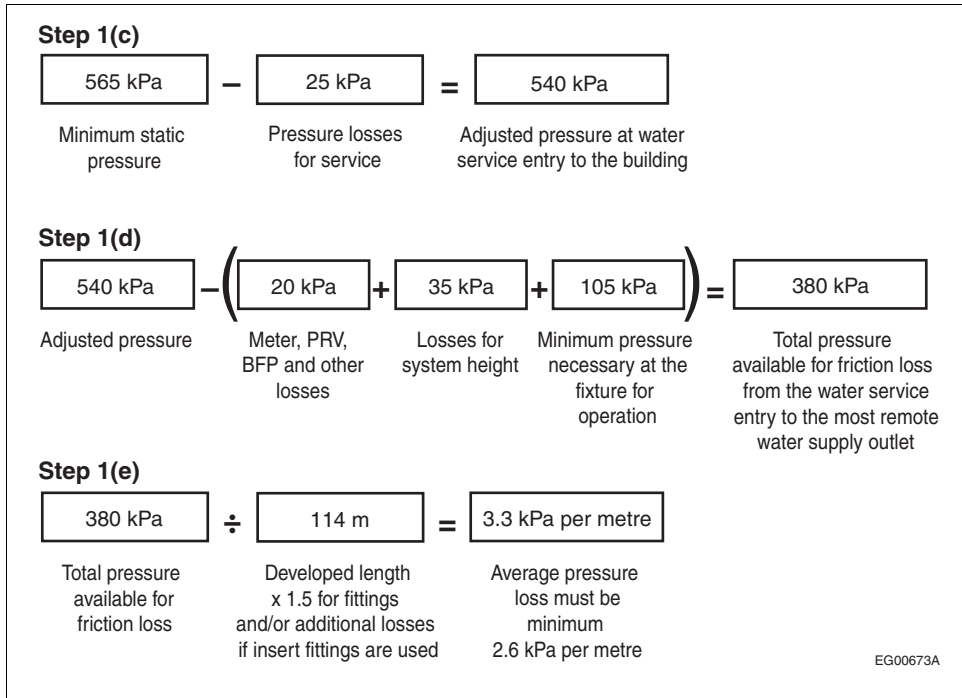 Step 1(c)
565 kPa – 25 kPa = 540 kPa
Minimum static pressure
Pressure losses for service
Adjusted pressure at water service entry to the building
Step 1(d)
540 kPa – ( 20 kPa + 35 kPa + 105 kPa ) = 380 kPa
Adjusted pressure
Meter, PRV, BFP and other losses
Losses for system height
Minimum pressure necessary at the fixture for operation
Total pressure available for friction loss from the water service entry to the most remote water supply outlet
Step 1(e)
380 kPa ÷ 114 m = 3.3 kPa per metre
Total pressure available for friction loss
Developed length x 1.5 for fittings and/or additional losses if insert fittings are used
Average pressure loss must be minimum 2.6 kPa per metre
EG00673A